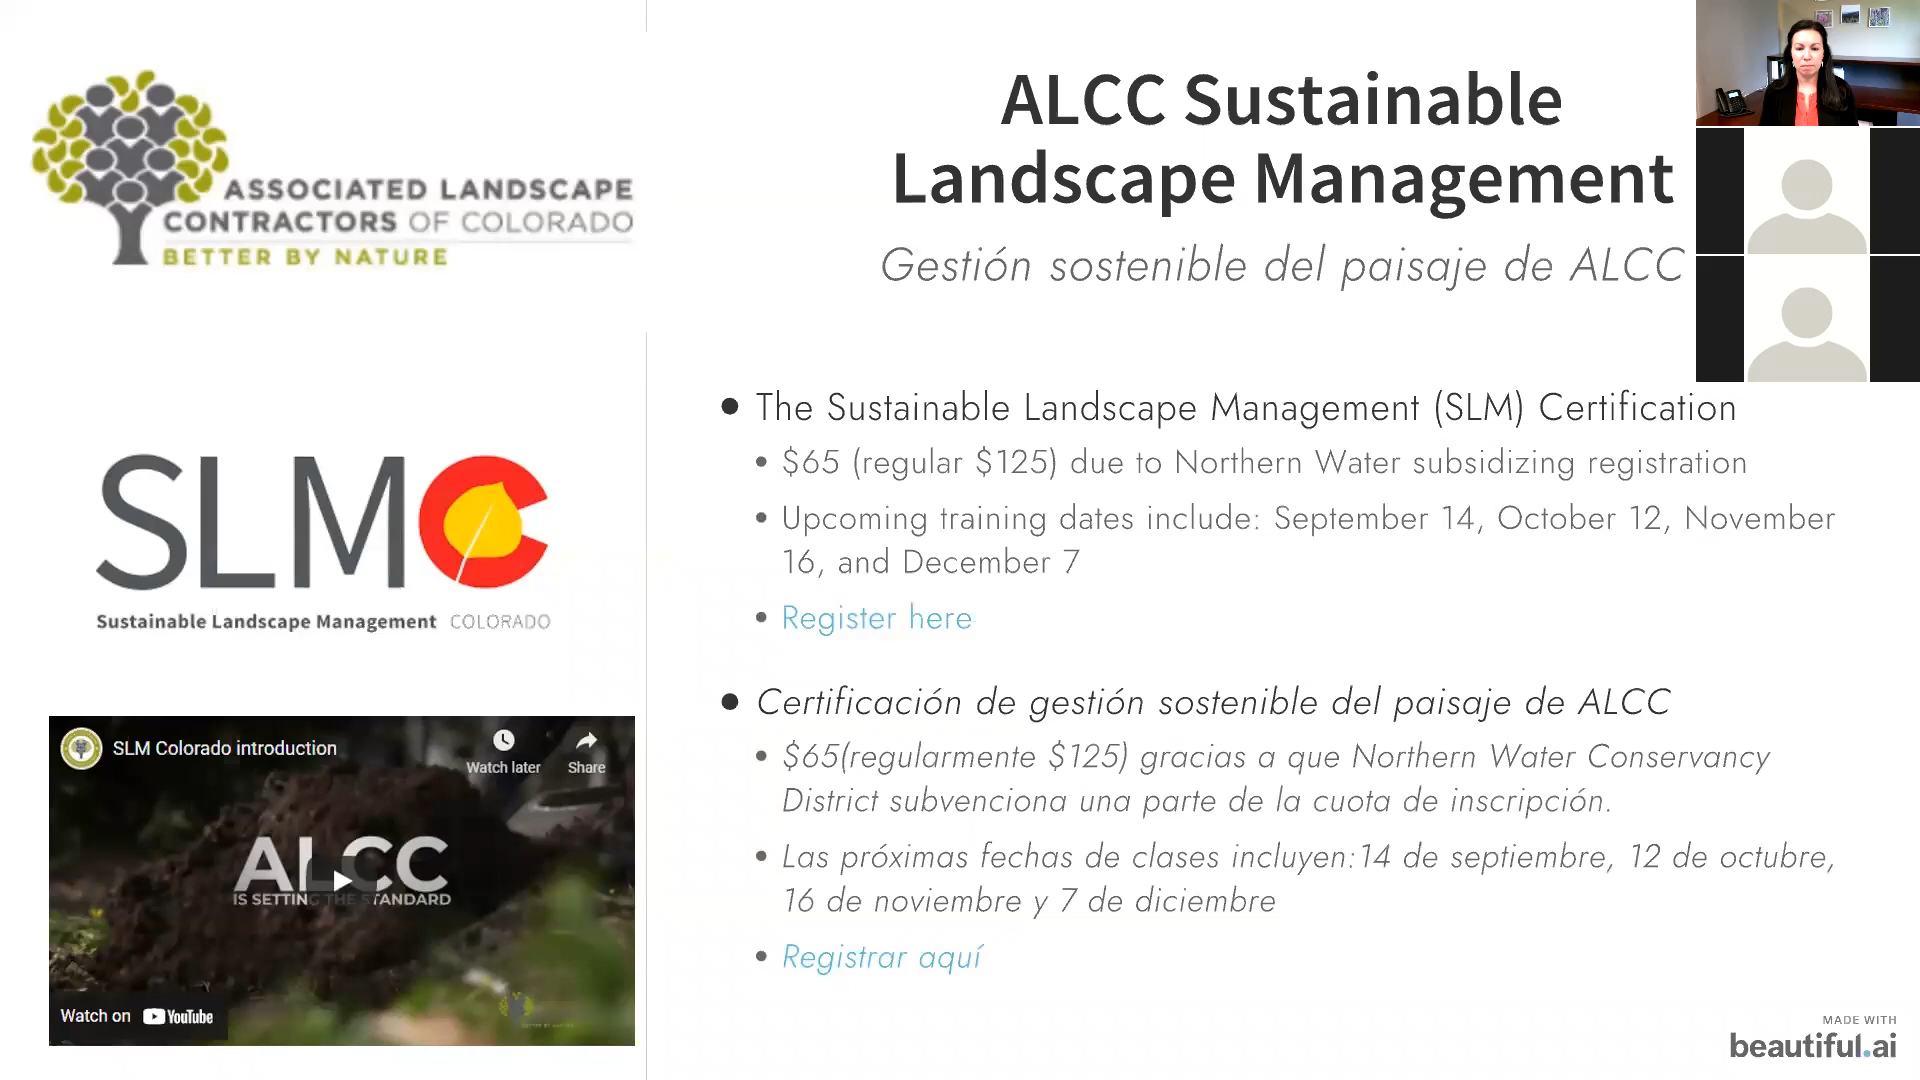 ASSOCIATED LANDSCAPE
CONTRACTORS OF COLORADO
BETTER BY NATURE
SLMC
Sustainable Landscape Management COLORADO
SLM Colorado introduction
Watch later
Share
ALCC
IS SETTING THE STANDARD
Watch on YouTube
ALCC Sustainable
Landscape Management
Gestión sostenible del paisaje de ALCC
• The Sustainable Landscape Management (SLM) Certification
• $65 (regular $125) due to Northern Water subsidizing registration
• Upcoming training dates include: September 14, October 12, November
16, and December 7
• Register here
• Certificación de gestión sostenible del paisaje de ALCC
• $65(regularmente $125) gracias a que Northern Water Conservancy
District subvenciona una parte de la cuota de inscripción.
• Las próximas fechas de clases incluyen:14 de septiembre, 12 de octubre,
16 de noviembre y 7 de diciembre
• Registrar aquí
MADE WITH
beautiful.ai